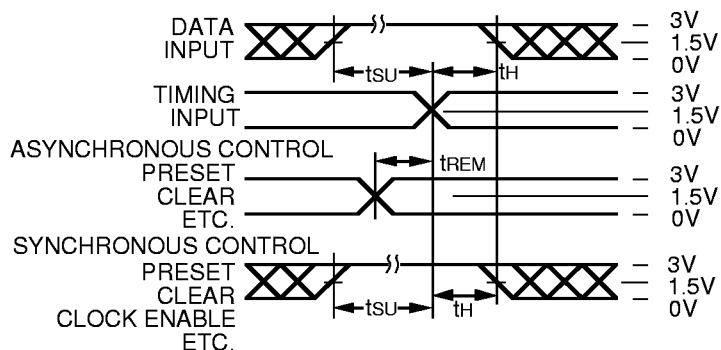 DATA
INPUT
3V
1.5V
0V
tSU
tH
TIMING
INPUT
3V
1.5V
0V
ASYNCHRONOUS CONTROL
tREM
PRESET
CLEAR
ETC.
3V
1.5V
0V
SYNCHRONOUS CONTROL
PRESET
CLEAR
CLOCK ENABLE
ETC.
3V
1.5V
0V
tSU
tH